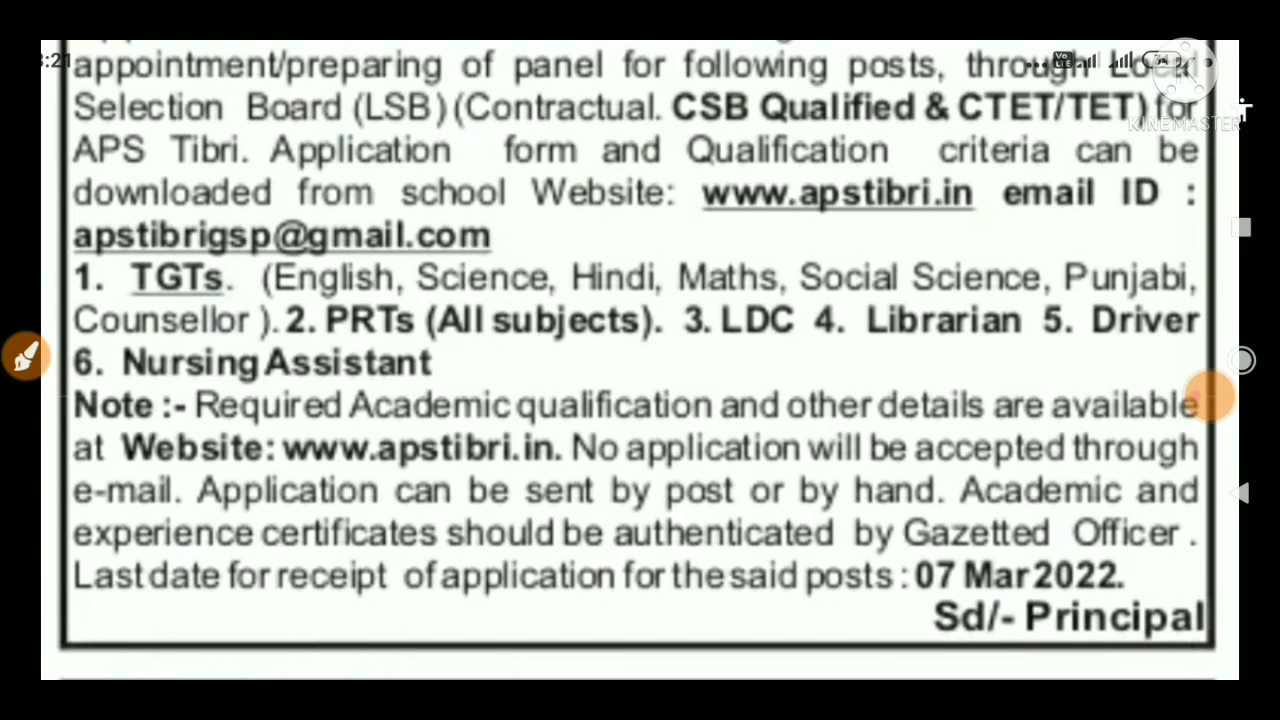 appointment/preparing of panel for following posts, through Local
Selection Board (LSB) (Contractual. CSB Qualified & CTET/TET) for
APS Tibri. Application form and Qualification criteria can be
downloaded from school Website: www.apstibri.in email ID :
apstibrigsp@gmail.com
1. TGTs. (English, Science, Hindi, Maths, Social Science, Punjabi,
Counsellor ). 2. PRTs (All subjects). 3. LDC 4. Librarian 5. Driver
6. Nursing Assistant
Note :- Required Academic qualification and other details are available
at Website: www.apstibri.in. No application will be accepted through
e-mail. Application can be sent by post or by hand. Academic and
experience certificates should be authenticated by Gazetted Officer .
Last date for receipt of application for the said posts : 07 Mar 2022.
Sd/- Principal
KINEMASTER